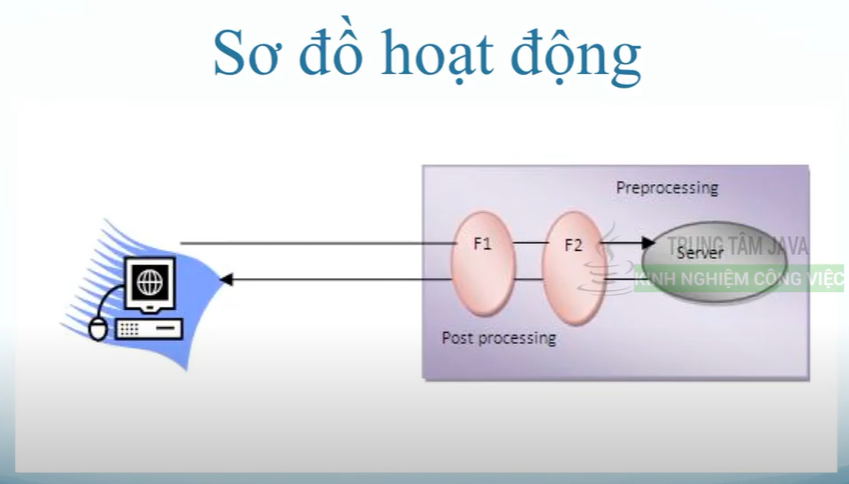 Sơ đồ hoạt động
Preprocessing
F1
F2
Server
TRUNG TÂM JAVA
KINH NGHIỆM CÔNG VIỆC
Post processing